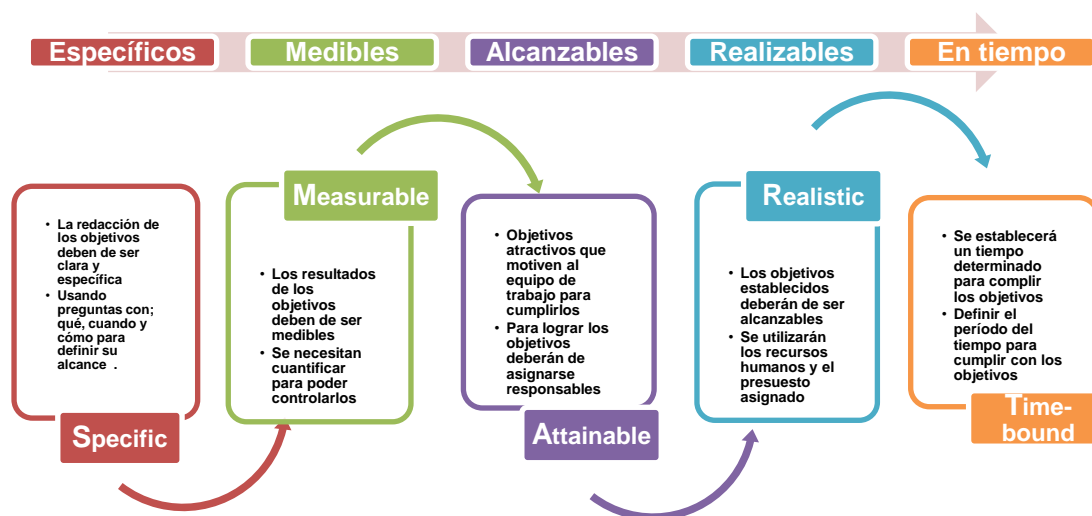 Específicos
Medibles
Alcanzables
Realizables
En tiempo
• La redacción de
los objetivos
deben de ser
clara y
específica
• Usando
preguntas con;
qué, cuando y
cómo para
definir su
alcance .
Specific
Measurable
• Los resultados
de los
objetivos
deben de ser
medibles
• Se necesitan
cuantificar
para poder
controlarlos
• Objetivos
atractivos que
motiven al
equipo de
trabajo para
cumplirlos
• Para lograr los
objetivos
deberán de
asignarse
responsables
Attainable
Realistic
• Los objetivos
establecidos
deberán de ser
alcanzables
• Se utilizarán
los recursos
humanos y el
presuesto
asignado
• Se establecerá
un tiempo
determinado
para complir
los objetivos
• Definir el
período del
tiempo para
cumplir con los
objetivos
Time-
bound